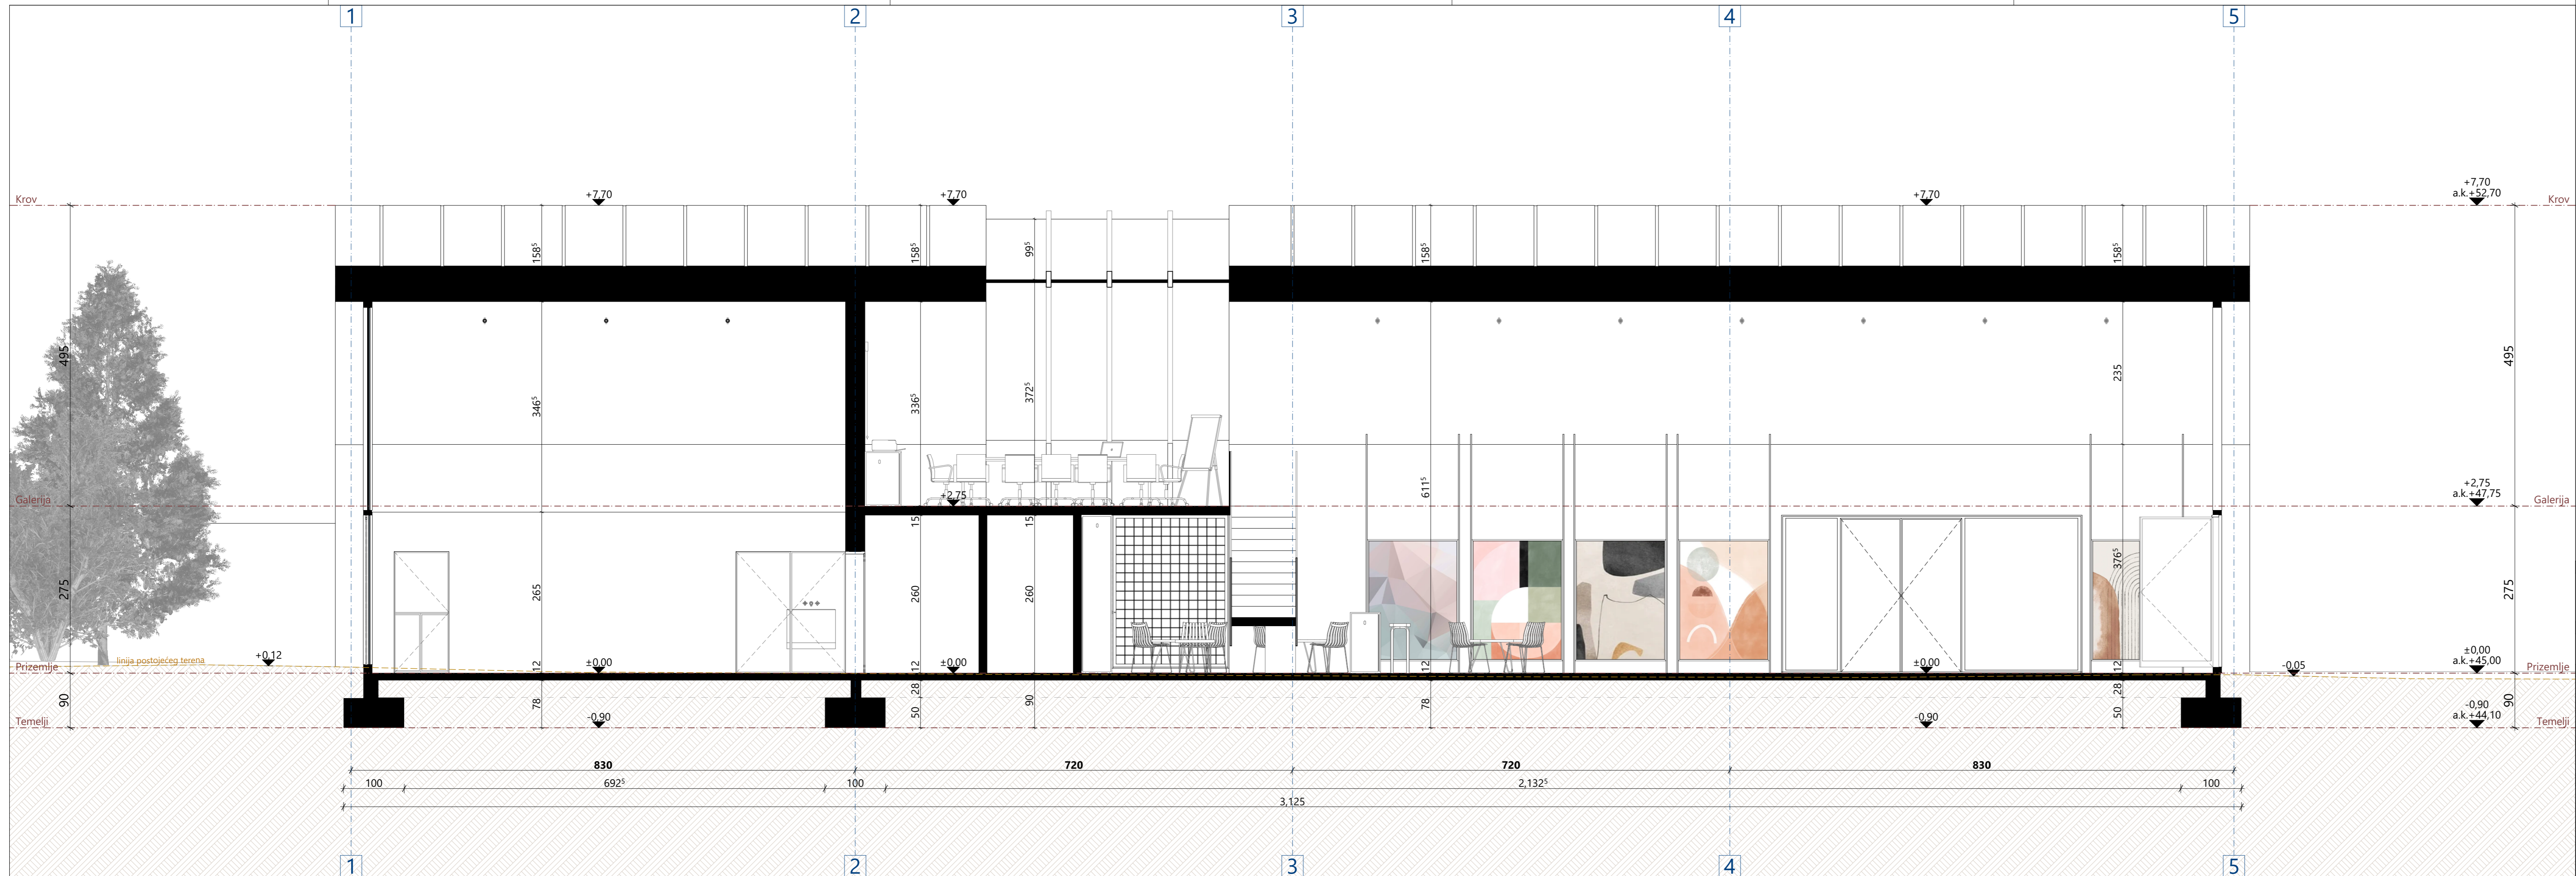 1 2 3 4 5
Krov +7,70 +7,70 +7,70 +7,70 Krov
a.k.+52,70
158⁵ 158⁵ 99⁵ 158⁵ 158⁵
495 346⁵ 336⁵ 372⁵ 235 495
611⁵
Galerija +2,75 +2,75 Galerija
a.k.+47,75
15 15
376⁵
275 265 260 260 275
linija postojećeg terena +0,12
Prizemlje ±0,00 ±0,00 ±0,00 -0,05 ±0,00 Prizemlje
a.k.+45,00
12 12 12 12
28 28
90 78 50 90 78 50 90
Temelji -0,90 -0,90 -0,90 Temelji
a.k.+44,10
830 720 720 830
100 692⁵ 100 2,132⁵ 100
3,125
1 2 3 4 5